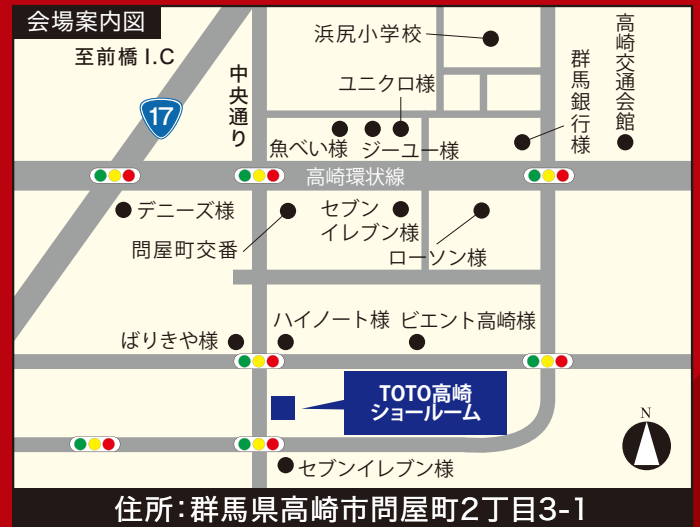 会場案内図
至前橋 I.C
17
中央通り
浜尻小学校
ユニクロ様
魚べい様
ジーユー様
群馬銀行様
高崎交通会館
高崎環状線
デニーズ様
問屋町交番
セブン
イレブン様
ローソン様
ばりきや様
ハイノート様
ビエント高崎様
TOTO高崎
ショールーム
セブンイレブン様
N
住所:群馬県高崎市問屋町2丁目3-1